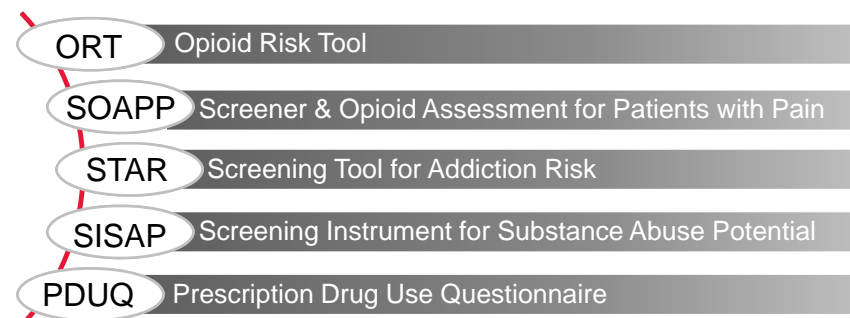 ORT Opioid Risk Tool
SOAPP Screener & Opioid Assessment for Patients with Pain
STAR Screening Tool for Addiction Risk
SISAP Screening Instrument for Substance Abuse Potential
PDUQ Prescription Drug Use Questionnaire